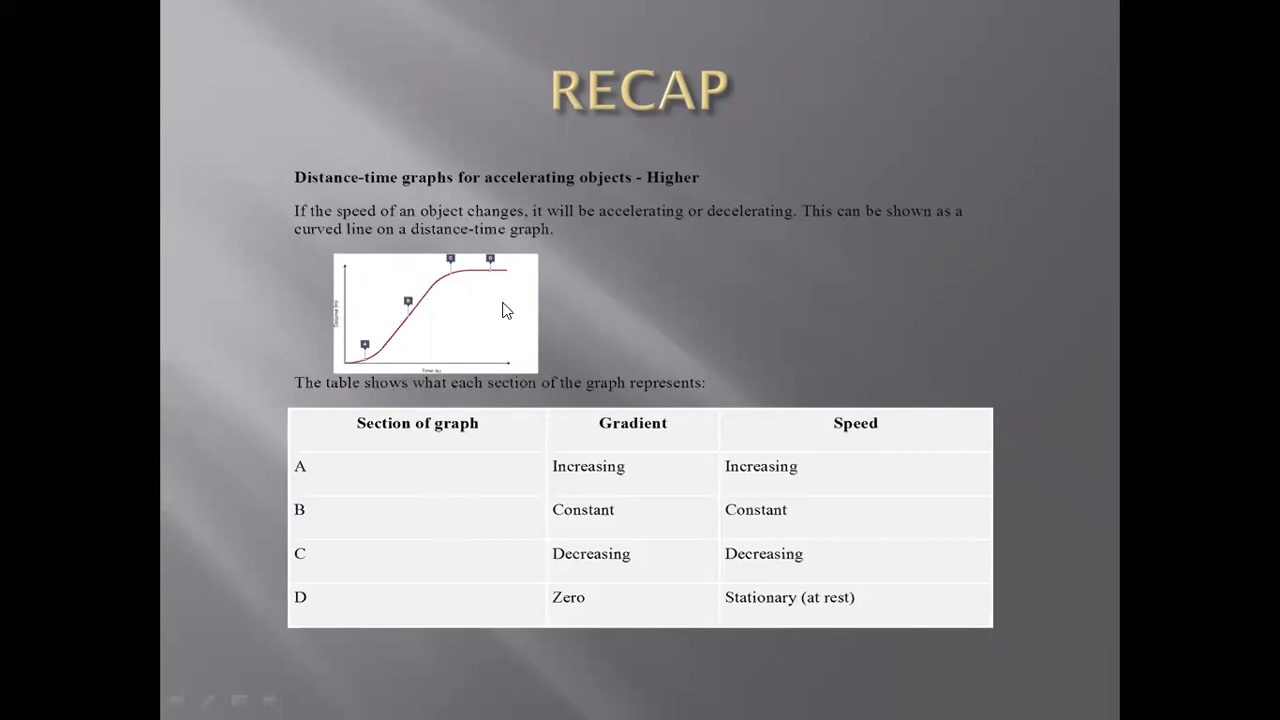 RECAP
Distance-time graphs for accelerating objects - Higher
If the speed of an object changes, it will be accelerating or decelerating. This can be shown as a
curved line on a distance-time graph.
C D
B
A
Distance (m)
Time (s)
The table shows what each section of the graph represents:
Section of graph Gradient Speed
A Increasing Increasing
B Constant Constant
C Decreasing Decreasing
D Zero Stationary (at rest)